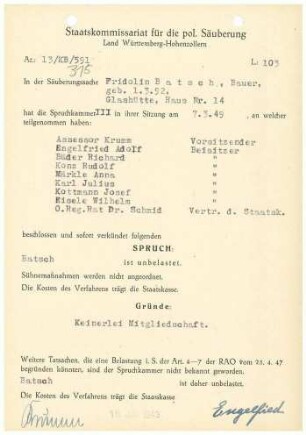 Staatskommissariat für die pol. Säuberung
Land Württemberg-Hohenzollern
Az: 13/KB/591
L: 103
375
In der Säuberungssache Fridolin Batsch, Bauer,
geb. 1.3.92.
Glashütte, Haus Nr. 14
hat die Spruchkammer III in ihrer Sitzung am 7.3.49 , an welcher
teilgenommen haben:
Assessor Krumm Vorsitzender
Engelfried Adolf Beisitzer
Bäder Richard "
Konz Rudolf "
Märkle Anna "
Karl Julius "
Kottmann Josef "
Eisele Wilhelm "
O.Reg.Rat Dr. Schmid Vertr. d. Staatsk.
beschlossen und sofort verkündet folgenden
SPRUCH:
Batsch
ist unbelastet.
Sühnemaßnahmen werden nicht angeordnet.
Die Kosten des Verfahrens trägt die Staatskasse.
Gründe:
Keinerlei Mitgliedschaft.
Weitere Tatsachen, die eine Belastung i. S. der Art. 4-7 der RAO vom 25. 4. 47
begründen könnten, sind der Spruchkammer nicht bekannt geworden.
Batsch ist daher unbelastet.
Die Kosten des Verfahrens trägt die Staatskasse
Krumm Engelfried